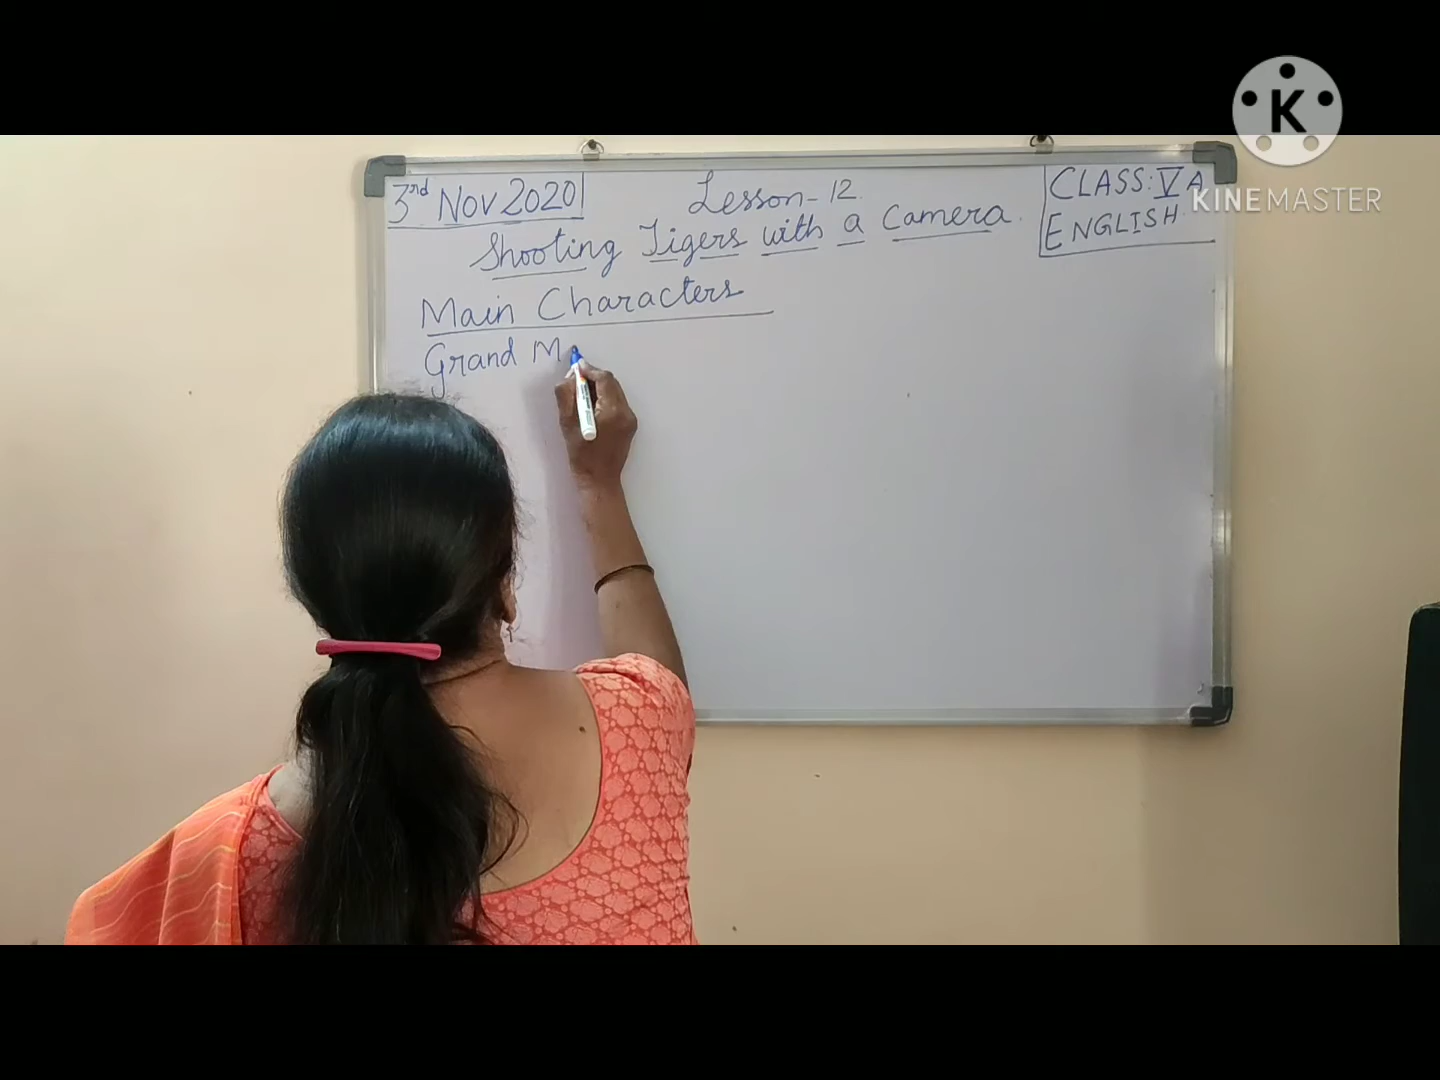 3rd Nov 2020
Lesson-12.
CLASS: V A
ENGLISH
Shooting Tigers with a Camera.
Main Characters
Grand M
K
KINEMASTER